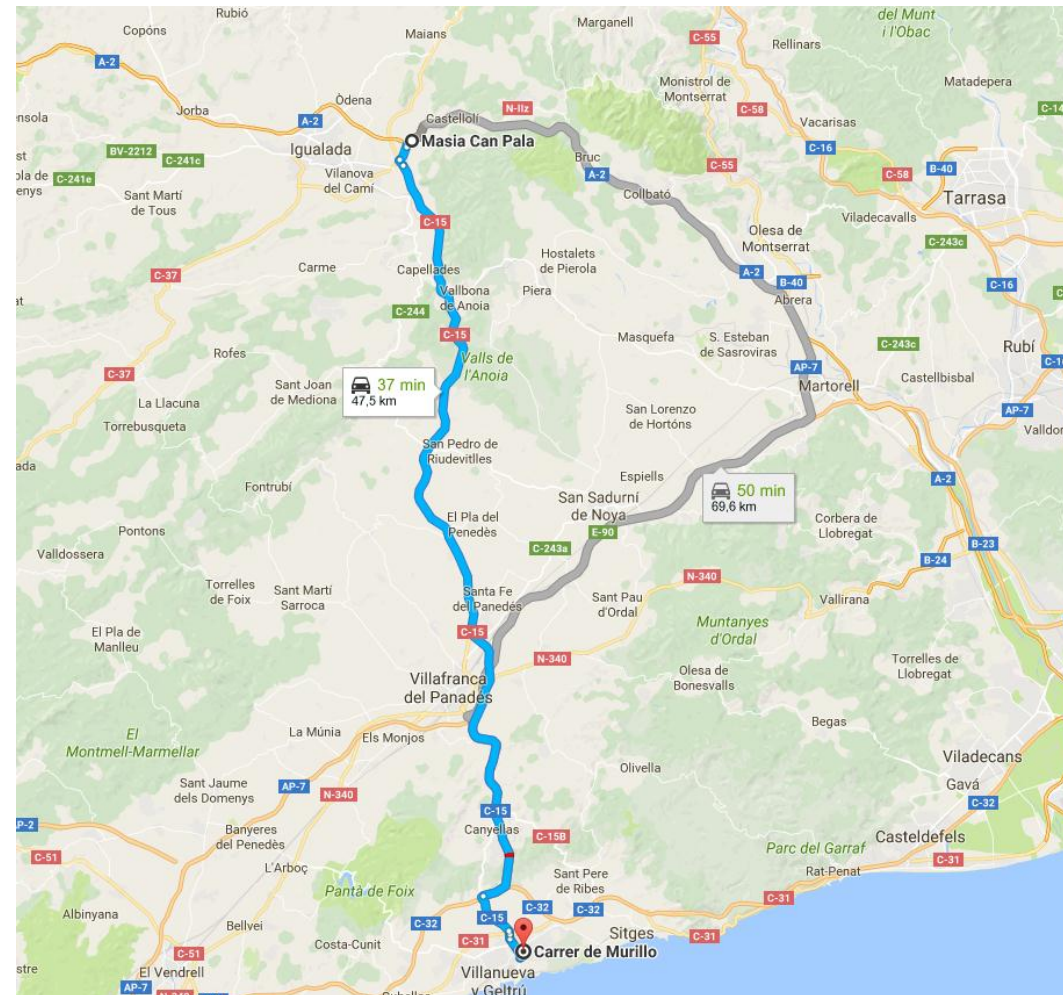 Rubió
del Munt
i l'Obac
Copóns
Maians
Marganell
C-55
Rellinars
A-2
Monistrol de
Montserrat
Matadepera
Jorba
Òdena
Castellolí
N-IIz
C-58
Vacarisas
C-14
ensola
A-2
Masia Can Pala
BV-2212
C-241c
Igualada
Bruc
C-55
C-16
B-40
C-241e
Vilanova
del Camí
A-2
C-58
Sant Martí
de Tous
Collbató
Tarrasa
C-15
Olesa de
Montserrat
Viladecavalls
C-37
Carme
Capellades
Hostalets
de Pierola
C-243c
A-2
B-40
C-16
Vallbona
de Anoia
Piera
Abrera
C-244
C-15
Masquefa
S. Esteban
de Sasroviras
C-243c
Rubí
Rofes
Valls de
l'Anoia
C-37
AP-7
Castellbisbal
37 min
47,5 km
Sant Joan
de Mediona
Martorell
La Llacuna
San Lorenzo
de Hortóns
AP-7
Torrebusqueta
San Pedro de
Riudevitlles
Espiells
A-2
Fontrubí
50 min
69,6 km
San Sadurní
de Noya
Corbera de
Llobregat
El Pla del
Penedès
Pontons
E-90
B-23
Valldossera
C-243a
B-24
Torrelles
de Foix
Sant Martí
Sarroca
Santa Fe
del Panedés
Sant Pau
d'Ordal
N-340
Vallirana
El Pla de
Manlleu
C-15
Muntanyes
d'Ordal
N-340
Torrelles de
Llobregat
Villafranca
del Panadés
Olesa de
Bonesvalls
La Múnia
Begas
El
Montmell-Marmellar
Els Monjos
Viladecans
Sant Jaume
dels Domenys
AP-7
Olivella
Gavá
N-340
C-15
C-32
AP-2
Banyeres
del Penedès
Canyellas
C-15B
Casteldefels
C-51
L'Arboç
Parc del Garraf
C-31
Rat-Penat
Pantà de Foix
Sant Pere
de Ribes
C-31
Albinyana
Bellvei
C-32
C-15
C-32
C-32
Costa-Cunit
C-31
Sitges
C-31
C-51
Carrer de Murillo
El Vendrell
Villanueva
y Geltrú
AP-7